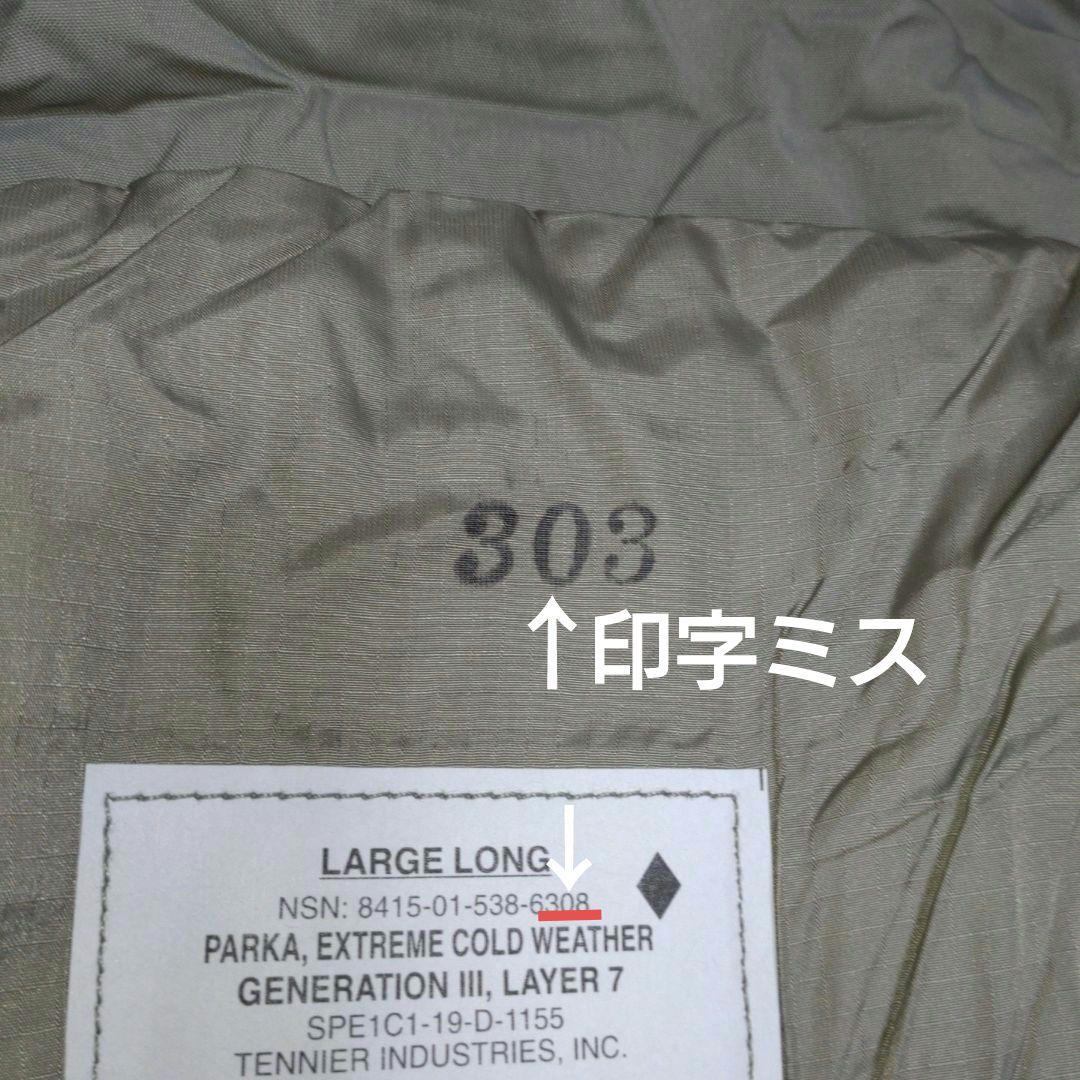 303
↑印字ミス
↓
LARGE LONG
NSN: 8415-01-538-6308
PARKA, EXTREME COLD WEATHER
GENERATION III, LAYER 7
SPE1C1-19-D-1155
TENNIER INDUSTRIES, INC.